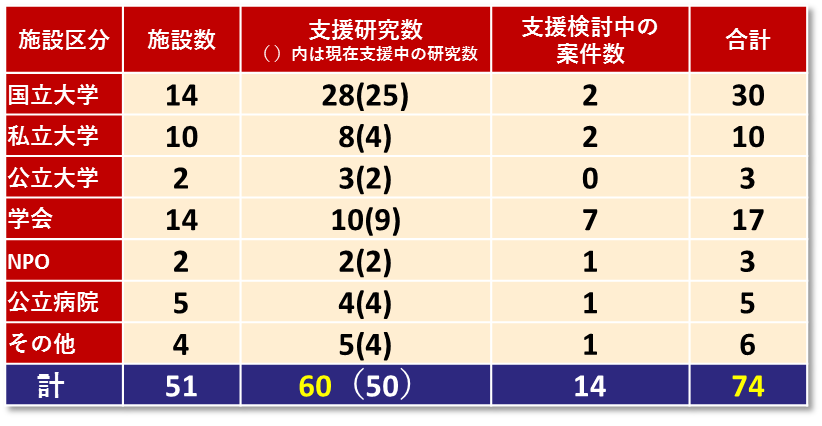 施設区分 施設数 支援研究数 支援検討中の 合計
（）内は現在支援中の研究数 案件数
国立大学 14 28(25) 2 30
私立大学 10 8(4) 2 10
公立大学 2 3(2) 0 3
学会 14 10(9) 7 17
NPO 2 2(2) 1 3
公立病院 5 4(4) 1 5
その他 4 5(4) 1 6
計 51 60（50） 14 74